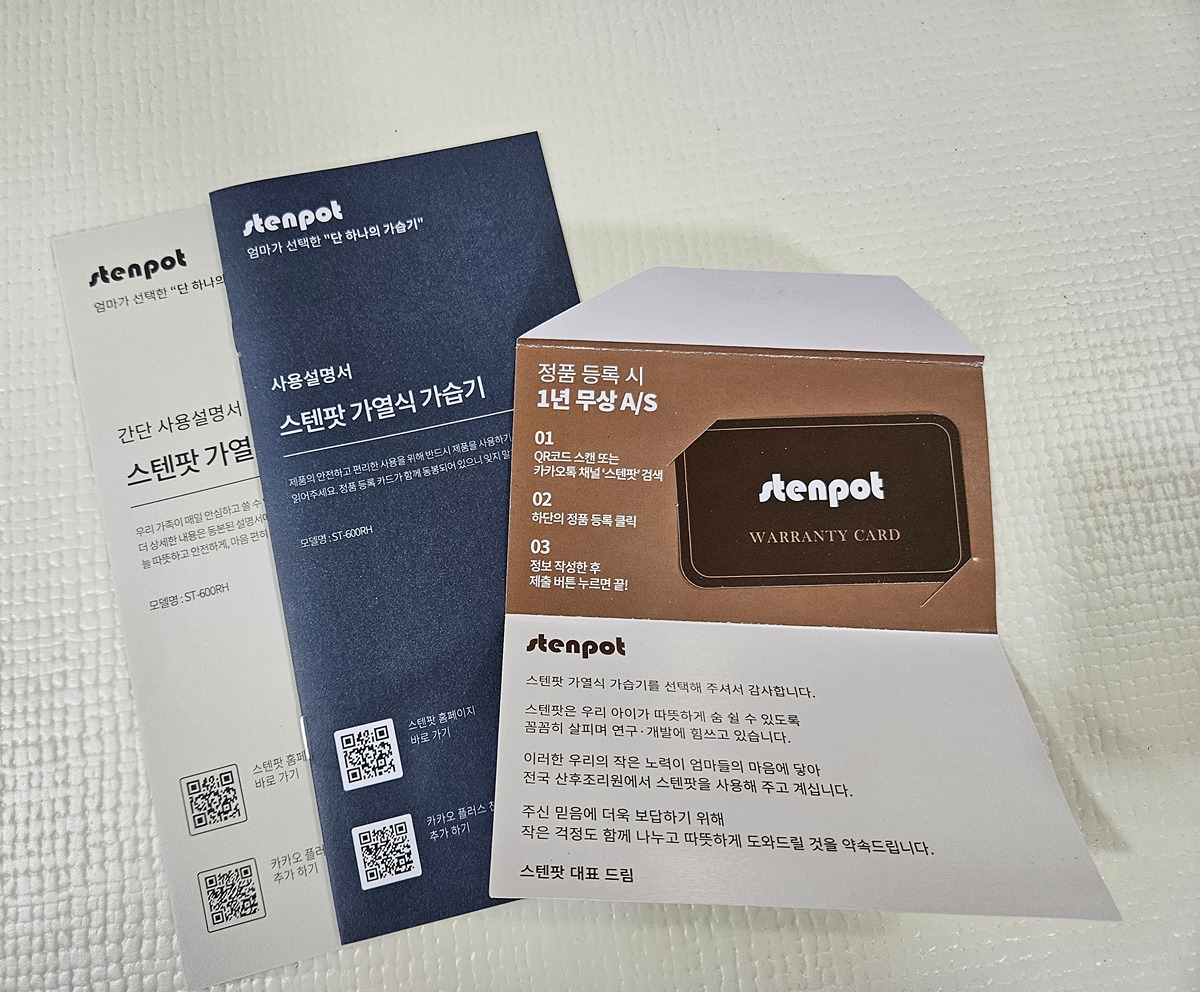 stenpot
엄마가 선택한 “단 하나의
간단 사용설명서
스텐팟 가열
우리 가족이 매일 안심하고 쓸 수
더 상세한 내용은 동본된 설명서
늘 따뜻하고 안전하게, 마음 편히
모델명 : ST-600RH
스텐팟 홈페
바로 가기
카카오 플러
추가 하기
stenpot
엄마가 선택한 "단 하나의 가습기"
사용설명서
스텐팟 가열식 가습기
제품의 안전하고 편리한 사용을 위해 반드시 제품을 사용하기
읽어주세요. 정품 등록 카드가 함께 동봉되어 있으니 잊지 말
모델명 : ST-600RH
스텐팟 홈페이지
바로 가기
카카오 플러스 친
추가 하기
정품 등록 시
1년 무상 A/S
01
QR코드 스캔 또는
카카오톡 채널 ‘스텐팟’ 검색
02
하단의 정품 등록 클릭
03
정보 작성한 후
제출 버튼 누르면 끝!
stenpot
WARRANTY CARD
stenpot
스텐팟 가열식 가습기를 선택해 주셔서 감사합니다.
스텐팟은 우리 아이가 따뜻하게 숨 쉴 수 있도록
꼼꼼히 살피며 연구·개발에 힘쓰고 있습니다.
이러한 우리의 작은 노력이 엄마들의 마음에 닿아
전국 산후조리원에서 스텐팟을 사용해 주고 계십니다.
주신 믿음에 더욱 보답하기 위해
작은 걱정도 함께 나누고 따뜻하게 도와드릴 것을 약속드립니다.
스텐팟 대표 드림